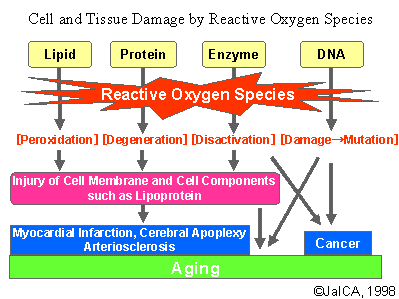 Cell and Tissue Damage by Reactive Oxygen Species
Lipid Protein Enzyme DNA
Reactive Oxygen Species
[Peroxidation] [Degeneration] [Disactivation] [Damage→Mutation]
Injury of Cell Membrane and Cell Components
such as Lipoprotein
Myocardial Infarction, Cerebral Apoplexy
Arteriosclerosis
Cancer
Aging
©JaICA, 1998